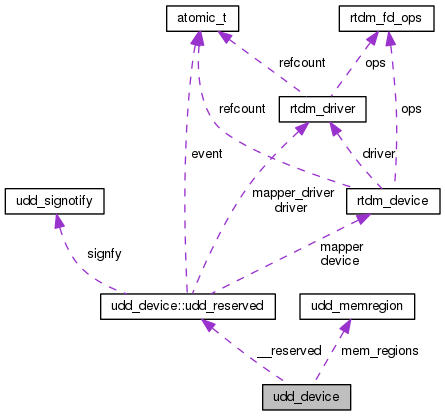 atomic_t
rtdm_fd_ops
refcount
ops
rtdm_driver
refcount
ops
event
driver
mapper_driver
driver
udd_signotify
rtdm_device
signfy
mapper
device
udd_device::udd_reserved
udd_memregion
__reserved
mem_regions
udd_device